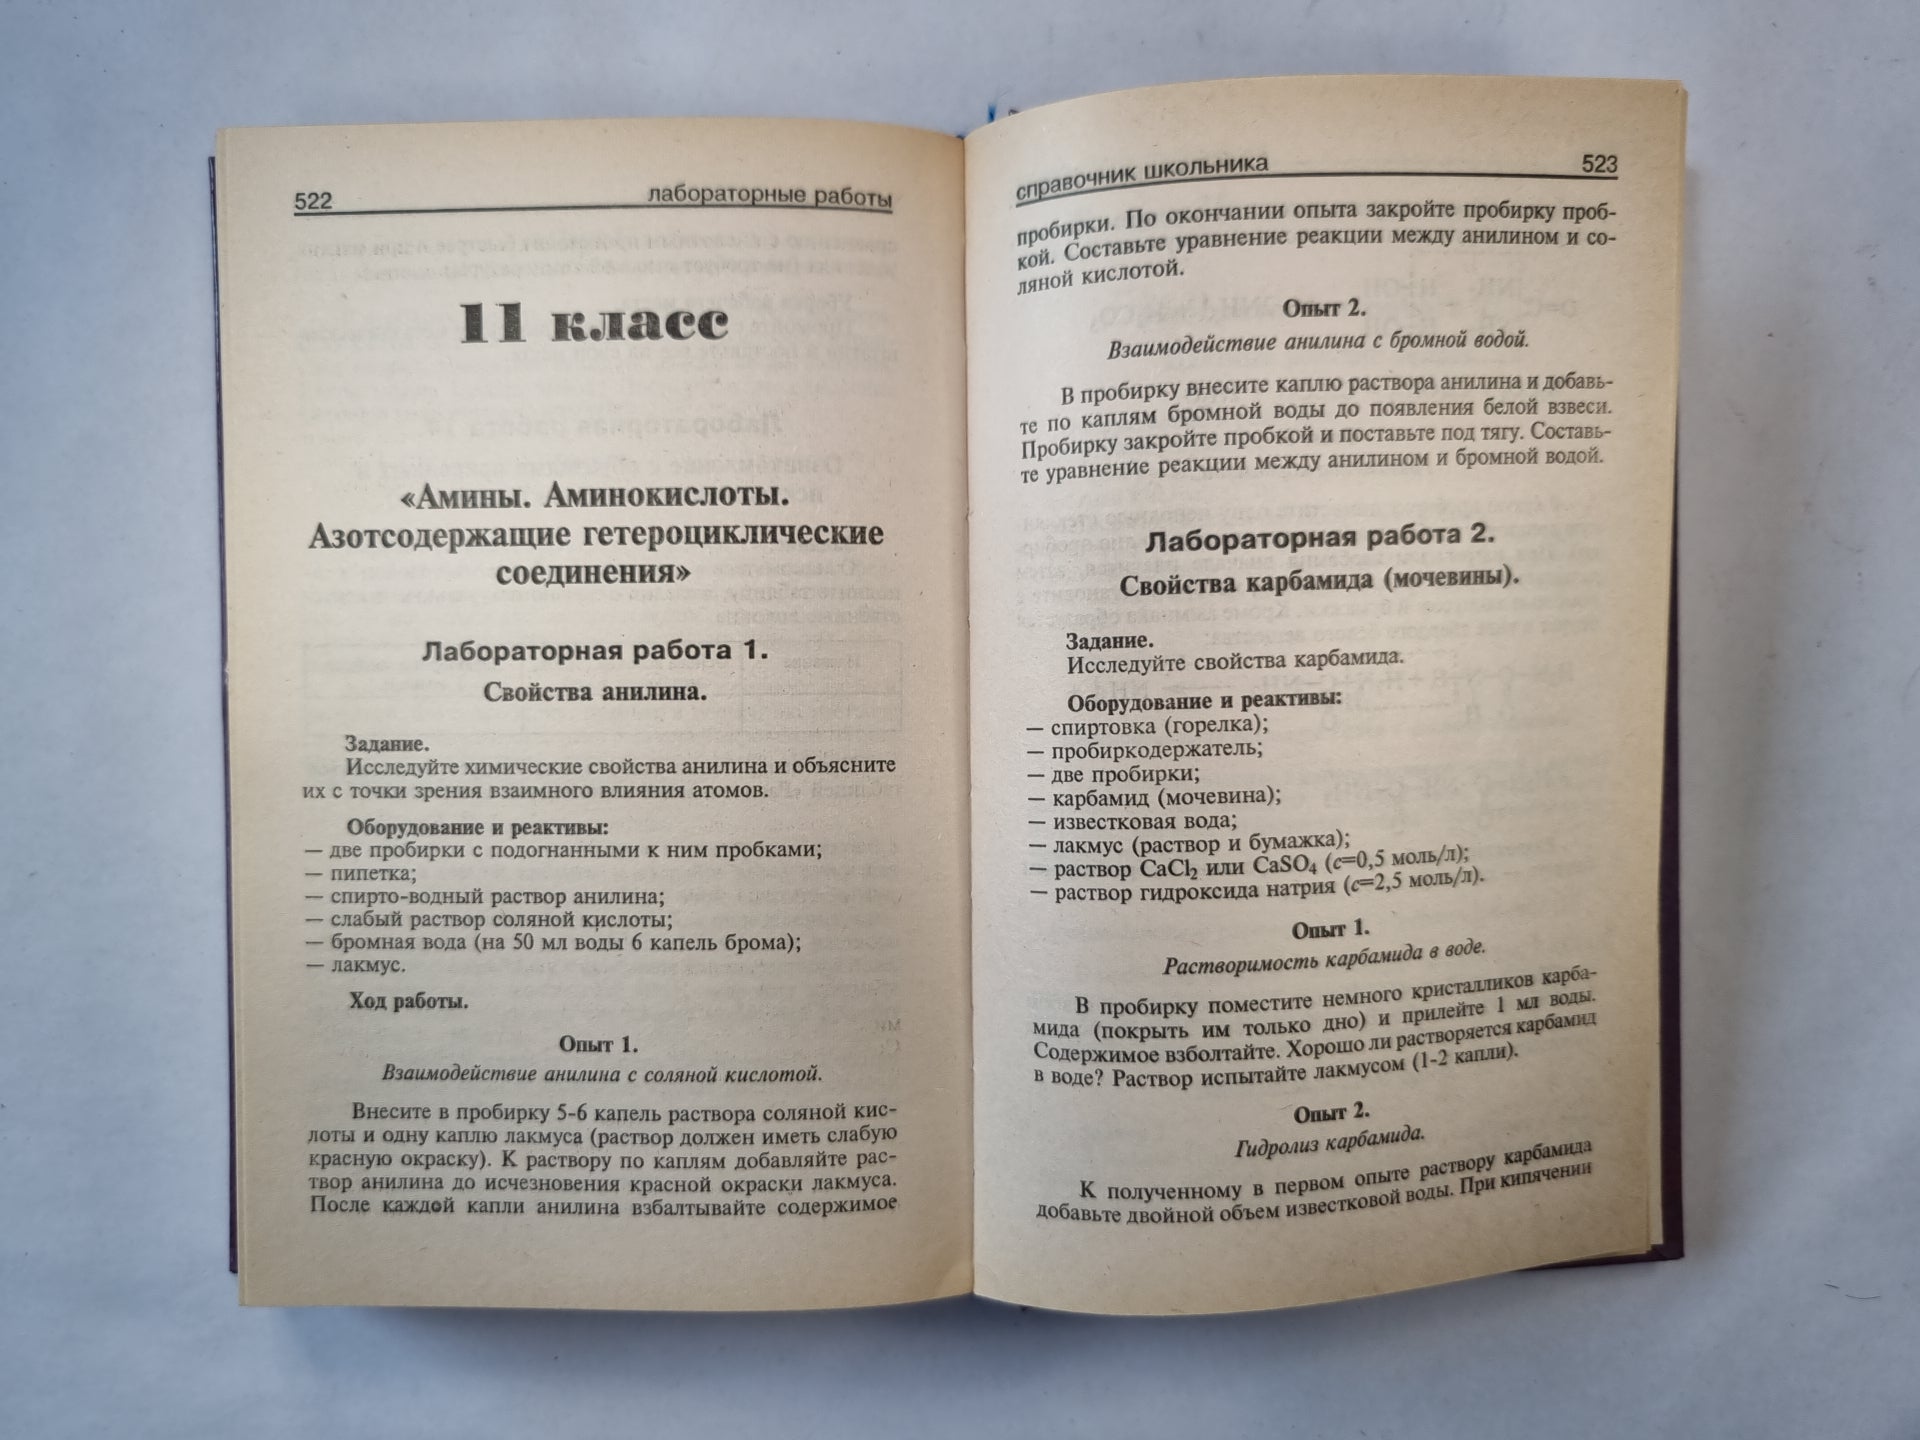 522
лабораторные работы
11 класс
«Амины. Аминокислоты.
Азотсодержащие гетероциклические
соединения»
Лабораторная работа 1.
Свойства анилина.
Задание.
Исследуйте химические свойства анилина и объясните
их с точки зрения взаимного влияния атомов.
Оборудование и реактивы:
— две пробирки с подогнанными к ним пробками;
— пипетка;
— спирто-водный раствор анилина;
— слабый раствор соляной кислоты;
— бромная вода (на 50 мл воды 6 капель брома);
— лакмус.
Ход работы.
Опыт 1.
Взаимодействие анилина с соляной кислотой.
Внесите в пробирку 5-6 капель раствора соляной кис-
лоты и одну каплю лакмуса (раствор должен иметь слабую
красную окраску). К раствору по каплям добавляйте рас-
твор анилина до исчезновения красной окраски лакмуса.
После каждой капли анилина взбалтывайте содержимое
справочник школьника
523
пробирки. По окончании опыта закройте пробирку проб-
кой. Составьте уравнение реакции между анилином и со-
ляной кислотой.
Опыт 2.
Взаимодействие анилина с бромной водой.
В пробирку внесите каплю раствора анилина и добавь-
те по каплям бромной воды до появления белой взвеси.
Пробирку закройте пробкой и поставьте под тягу. Составь-
те уравнение реакции между анилином и бромной водой.
Лабораторная работа 2.
Свойства карбамида (мочевины).
Задание.
Исследуйте свойства карбамида.
Оборудование и реактивы:
— спиртовка (горелка);
— пробиркодержатель;
— две пробирки;
— карбамид (мочевина);
— известковая вода;
— лакмус (раствор и бумажка);
— раствор CaCl₂ или CaSO₄ (с=0,5 моль/л);
— раствор гидроксида натрия (с=2,5 моль/л).
Опыт 1.
Растворимость карбамида в воде.
В пробирку поместите немного кристалликов карба-
мида (покрыть им только дно) и прилейте 1 мл воды.
Содержимое взболтайте. Хорошо ли растворяется карбамид
в воде? Раствор испытайте лакмусом (1-2 капли).
Опыт 2.
Гидролиз карбамида.
К полученному в первом опыте раствору карбамида
добавьте двойной объем известковой воды. При кипячении